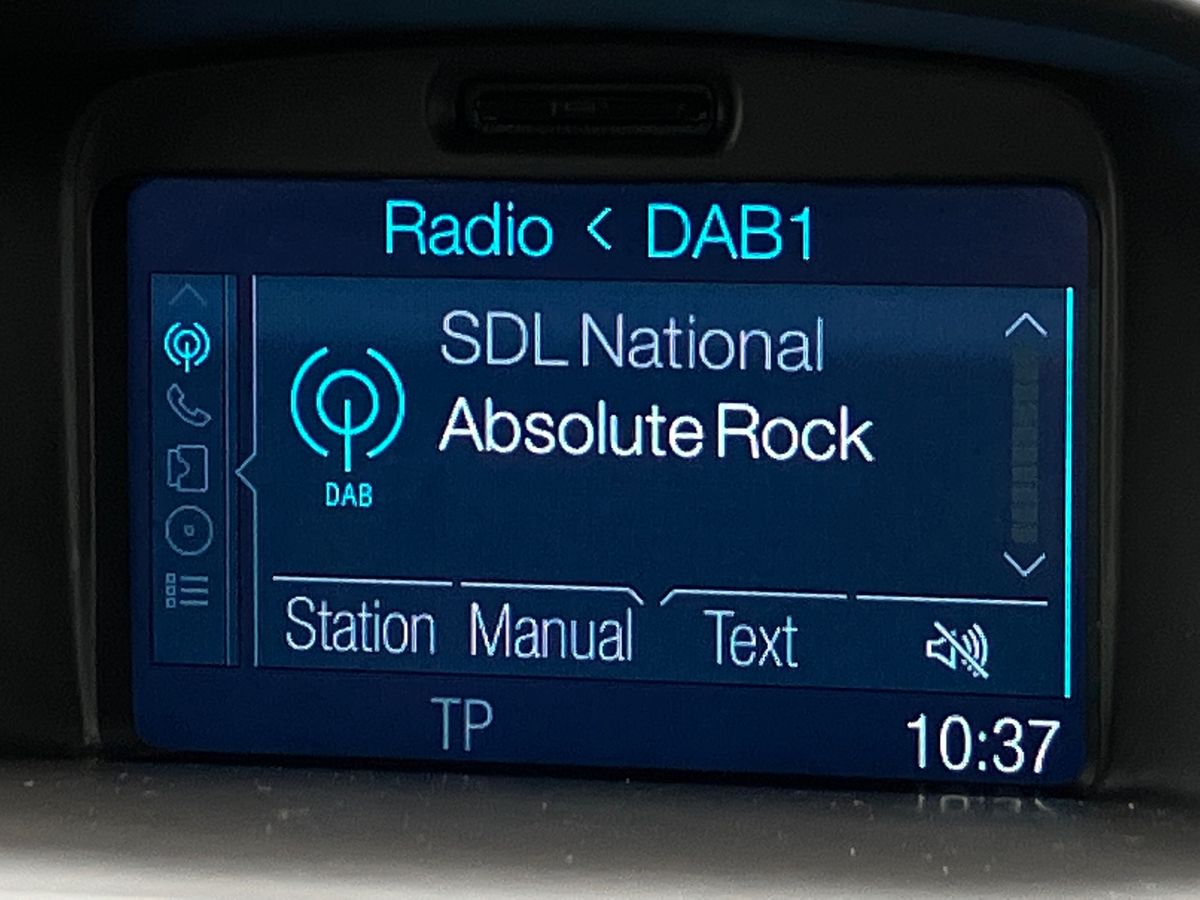 Radio < DAB1
SDL National
Absolute Rock
DAB
Station Manual Text
TP
10:37